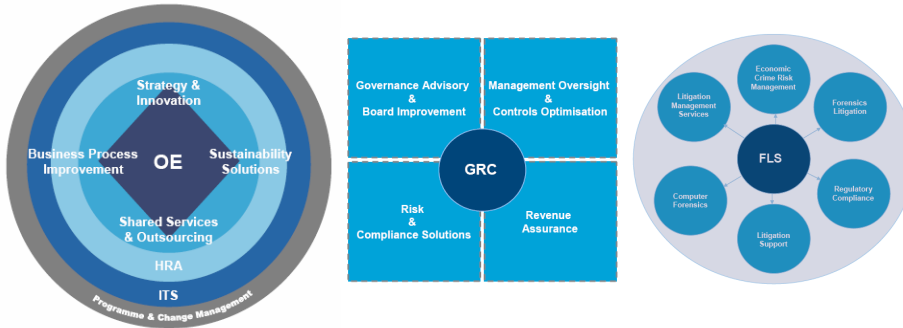 Strategy &
Innovation
Business Process
Improvement
OE
Sustainability
Solutions
Shared Services
& Outsourcing
HRA
ITS
Programme & Change Management
Governance Advisory
&
Board Improvement
Management Oversight
&
Controls Optimisation
GRC
Risk
&
Compliance Solutions
Revenue
Assurance
Economic
Crime Risk
Management
Litigation
Management
Services
Forensics
Litigation
FLS
Computer
Forensics
Regulatory
Compliance
Litigation
Support